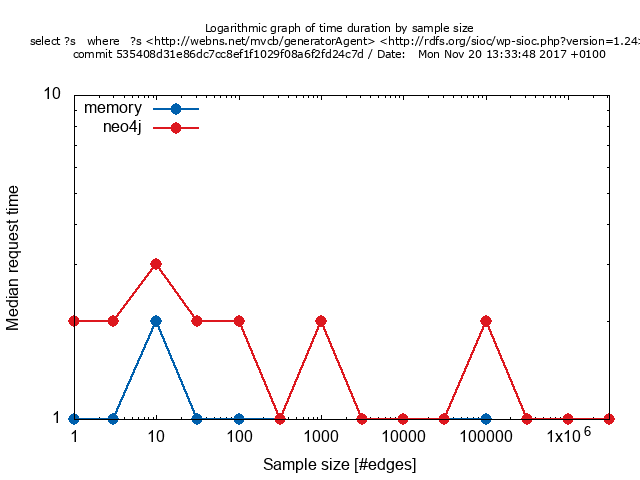 Logarithmic graph of time duration by sample size
select ?s where ?s <http://webns.net/mvcb/generatorAgent> <http://rdfs.org/sioc/wp-sioc.php?version=1.24>
commit 535408d31e86dc7cc8ef1f1029f08a6f2fd24c7d / Date: Mon Nov 20 13:33:48 2017 +0100
10
memory
neo4j
Median request time
1
1 10 100 1000 10000 100000 1x10^6
Sample size [#edges]